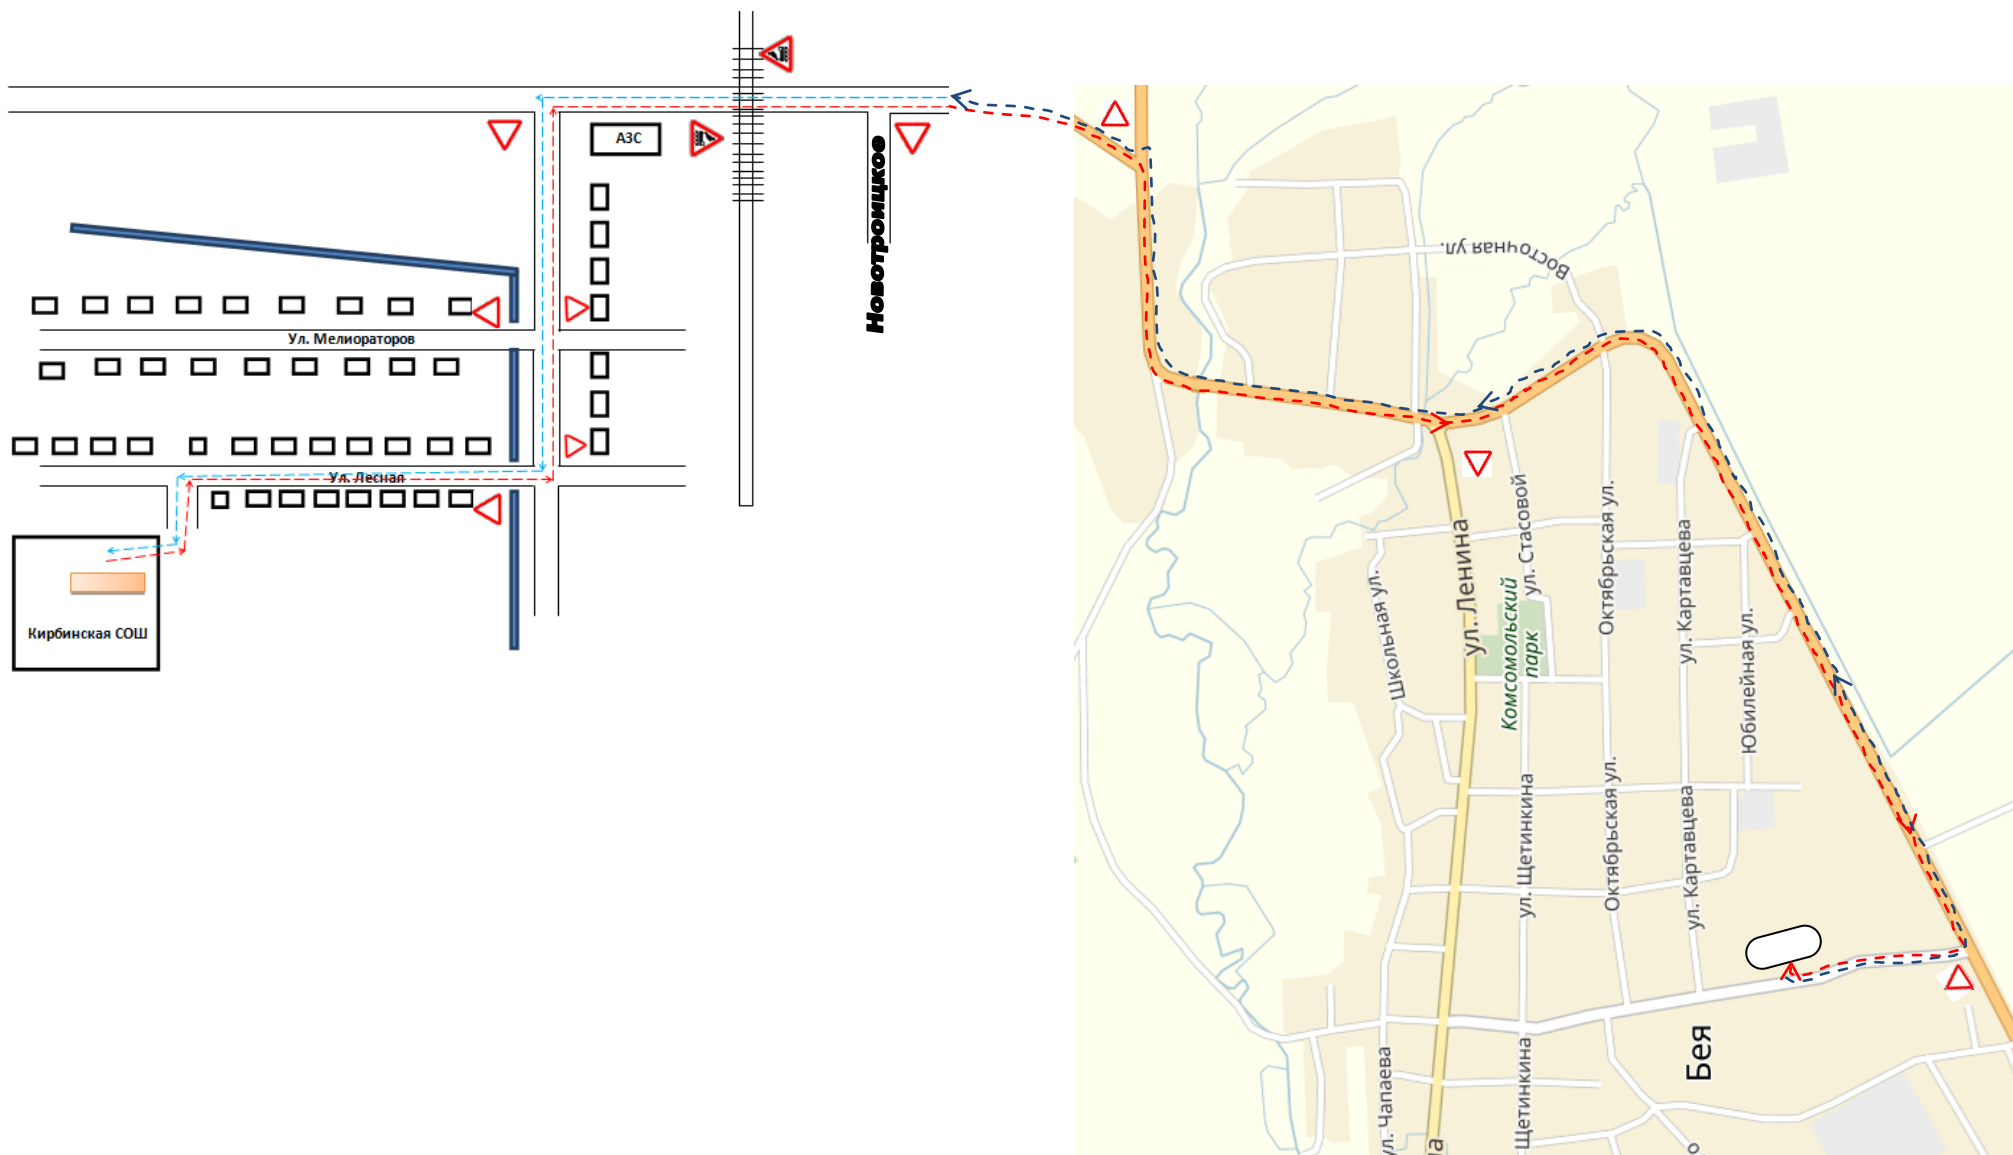 АЗС
Новотроицкое
Ул. Мелиораторов
Ул. Лесная
Кирбинская СОШ
Восточная ул.
ул. Ленина
ул. Стасовой
Октябрьская ул.
ул. Картавцева
Школьная ул.
Комсомольский
парк
Юбилейная ул.
ул. Щетинкина
Октябрьская ул.
ул. Картавцева
Бея
ул. Чапаева
Щетинкина
на